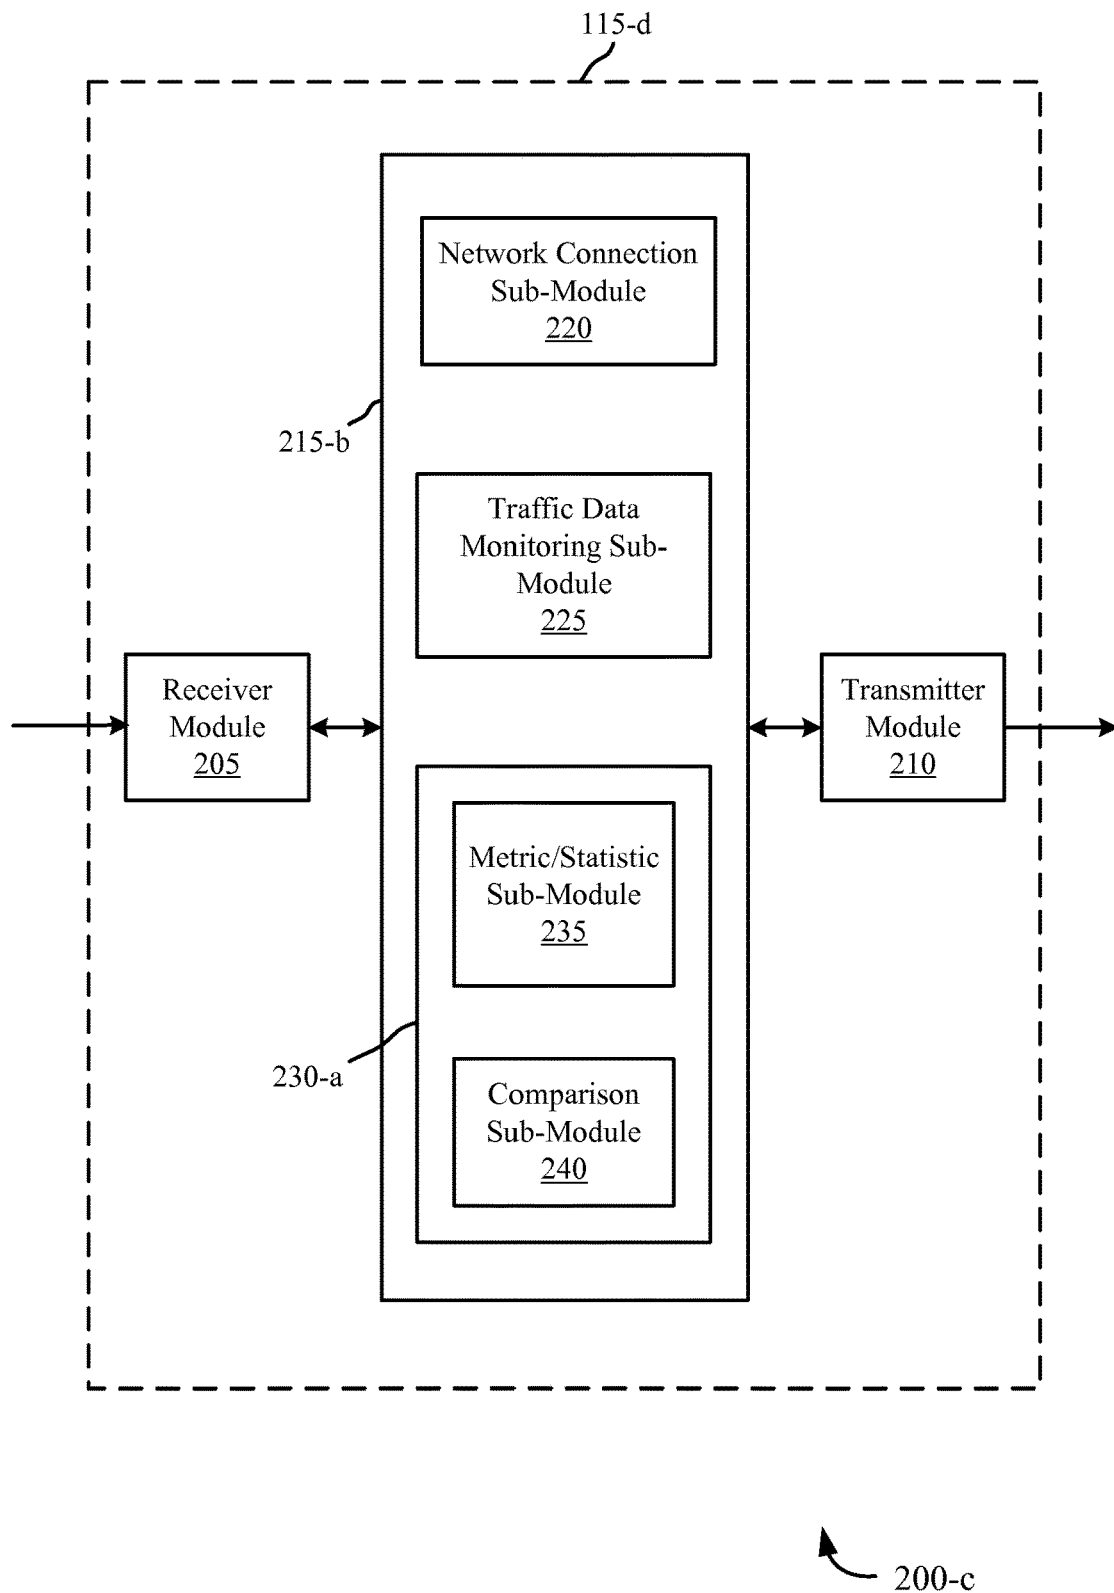 115-d
Network Connection
Sub-Module
220
215-b
Traffic Data
Monitoring Sub-
Module
225
Receiver
Module
205
Transmitter
Module
210
Metric/Statistic
Sub-Module
235
230-a
Comparison
Sub-Module
240
200-c